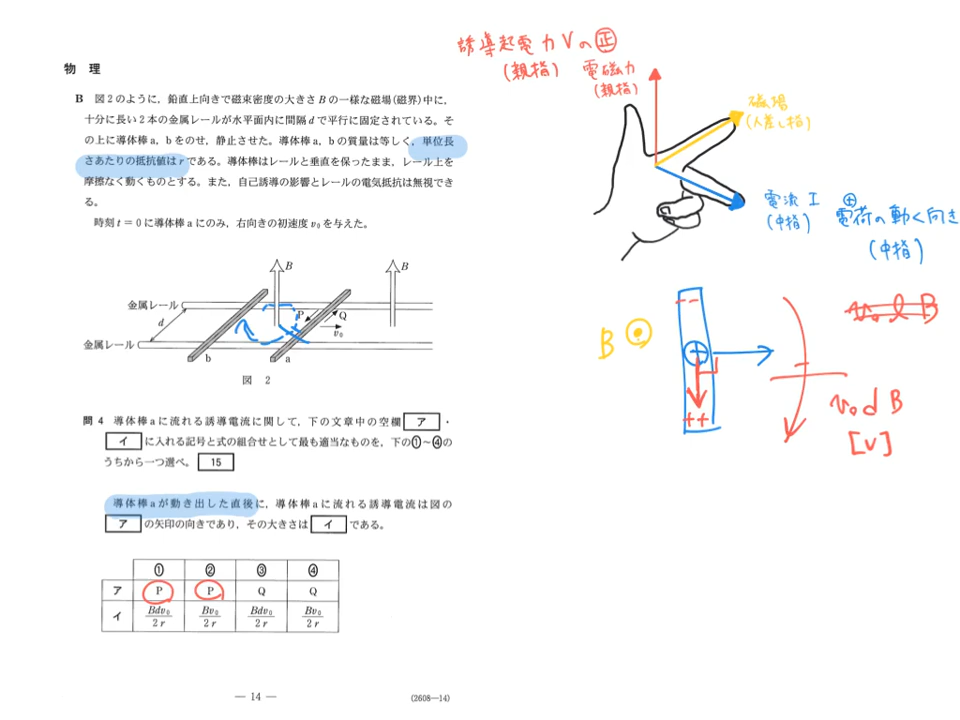 物 理
B 図2のように，鉛直上向きで磁束密度の大きさBの一様な磁場(磁界)中に，
十分に長い2本の金属レールが水平面内に間隔dで平行に固定されている。そ
の上に導体棒a，bをのせ，静止させた。導体棒a，bの質量は等しく，単位長
さあたりの抵抗値はrである。導体棒はレールと垂直を保ったまま，レール上を
摩擦なく動くものとする。また，自己誘導の影響とレールの電気抵抗は無視でき
る。
時刻t＝0に導体棒aにのみ，右向きの初速度v₀を与えた。
B
B
金属レール
P
Q
d
v₀
金属レール
b
a
図 2
問 4 導体棒aに流れる誘導電流に関して，下の文章中の空欄 ア ・
イ に入れる記号と式の組合せとして最も適当なものを，下の①～④の
うちから一つ選べ。 15
導体棒aが動き出した直後に，導体棒aに流れる誘導電流は図の
ア の矢印の向きであり，その大きさは イ である。
① ② ③ ④
ア P P Q Q
イ Bdv₀/2r Bv₀/2r Bdv₀/2r Bv₀/2r
— 14 —
(2608—14)
誘導起電力Vの正
(親指) 電磁力
(親指)
磁場
(人差し指)
電流 I
(中指)
⊕
電荷の動く向き
(中指)
B
--
+
++
v₀ l B
v₀ d B
[V]